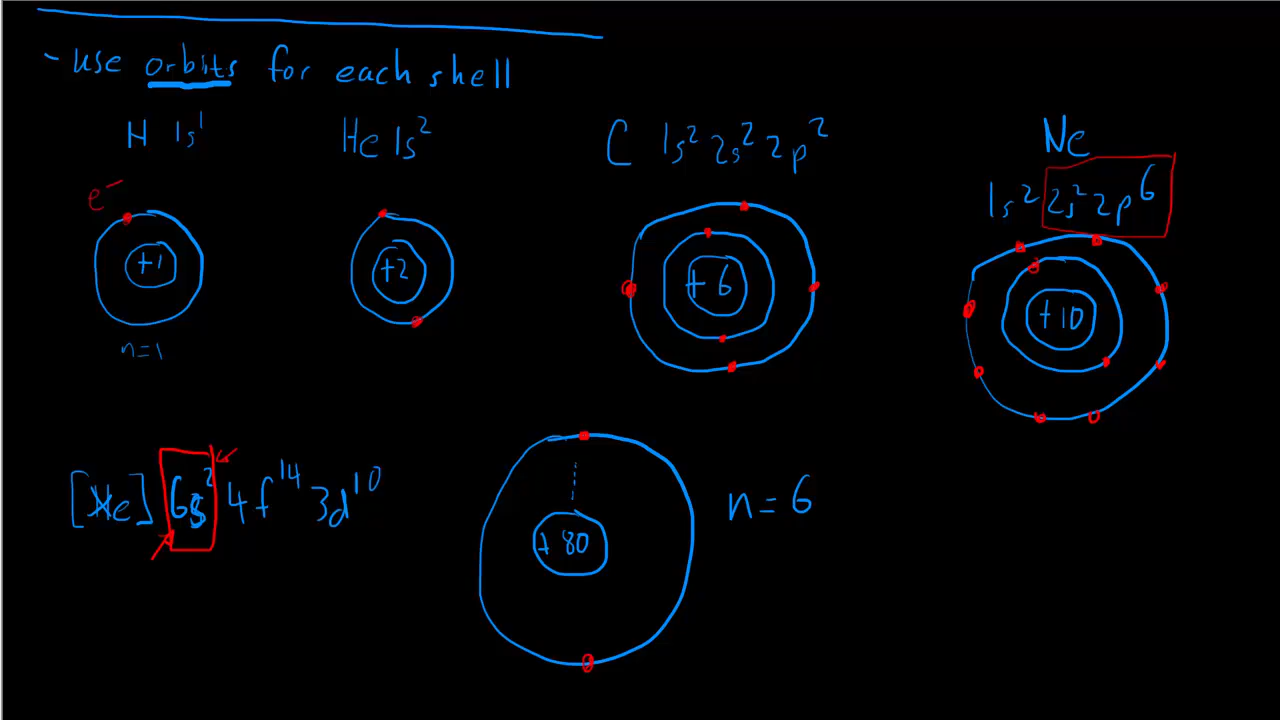 - use orbits for each shell
H 1s¹
He 1s²
C 1s² 2s² 2p²
Ne
1s² 2s² 2p⁶
e⁻
+1
+2
+6
+10
n=1
[Xe] 6s² 4f¹⁴ 3d¹⁰
+80
n=6